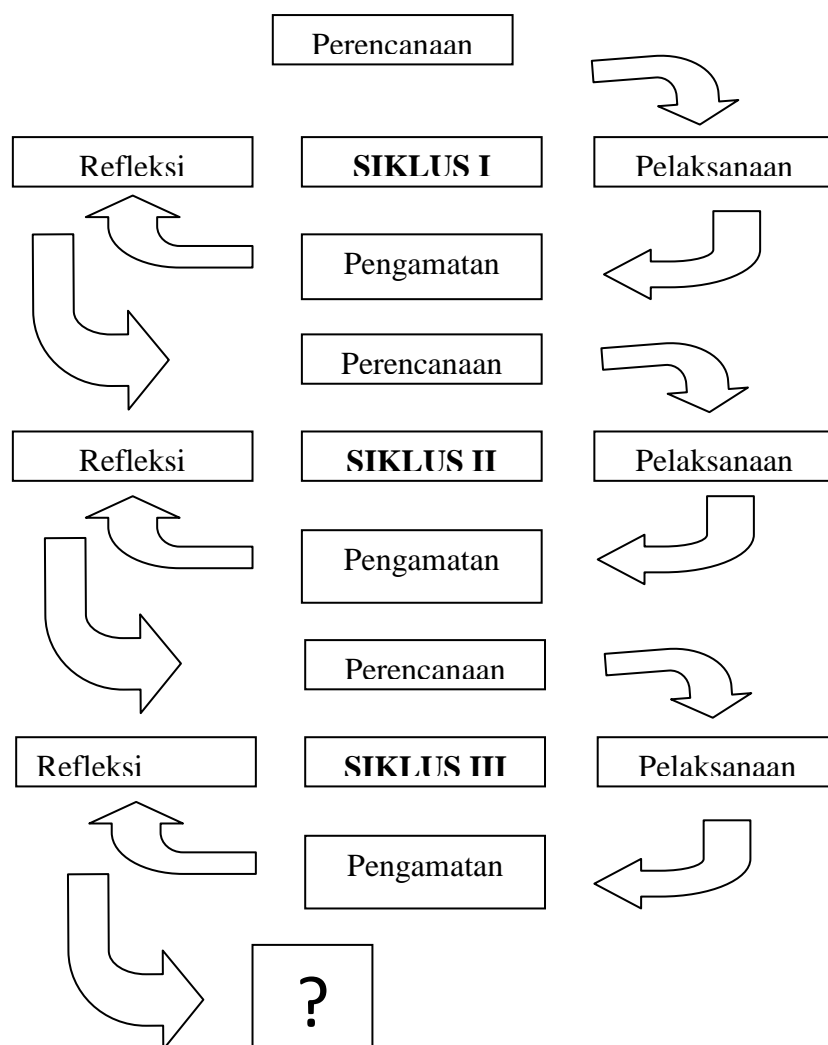 Perencanaan
Refleksi SIKLUS I Pelaksanaan
Pengamatan
Perencanaan
Refleksi SIKLUS II Pelaksanaan
Pengamatan
Perencanaan
Refleksi SIKLUS III Pelaksanaan
Pengamatan
?